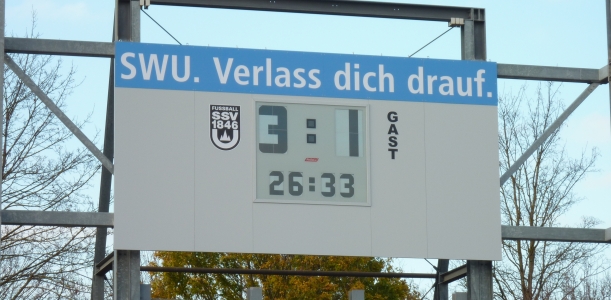 SWU. Verlass dich drauf.
FUSSBALL
SSV
1846
3:1
GAST
26:33